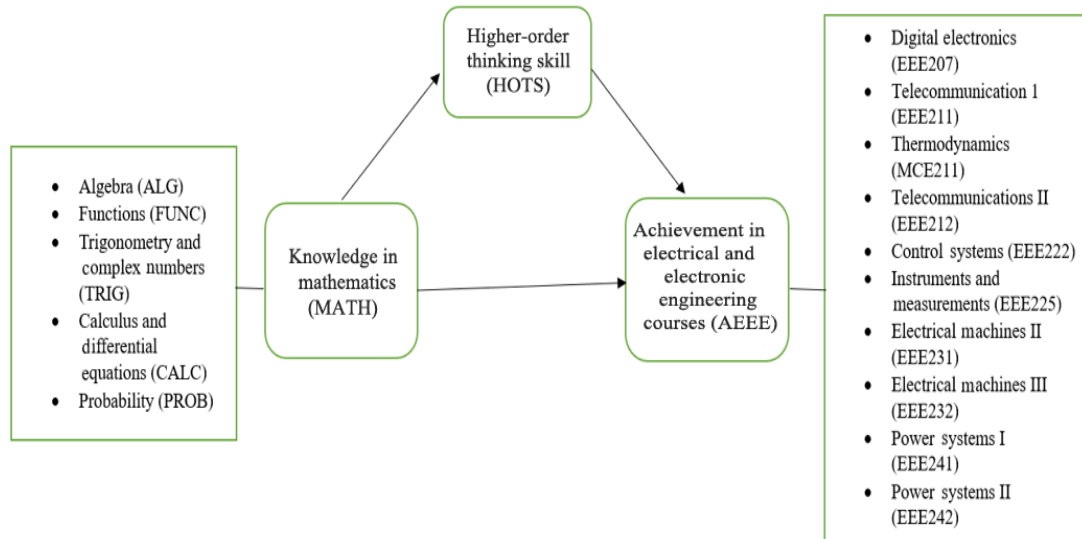 • Algebra (ALG)
• Functions (FUNC)
• Trigonometry and
complex numbers
(TRIG)
• Calculus and
differential
equations (CALC)
• Probability (PROB)
Knowledge in
mathematics
(MATH)
Higher-order
thinking skill
(HOTS)
Achievement in
electrical and
electronic
engineering
courses (AEEE)
• Digital electronics
(EEE207)
• Telecommunication 1
(EEE211)
• Thermodynamics
(MCE211)
• Telecommunications II
(EEE212)
• Control systems (EEE222)
• Instruments and
measurements (EEE225)
• Electrical machines II
(EEE231)
• Electrical machines III
(EEE232)
• Power systems I
(EEE241)
• Power systems II
(EEE242)